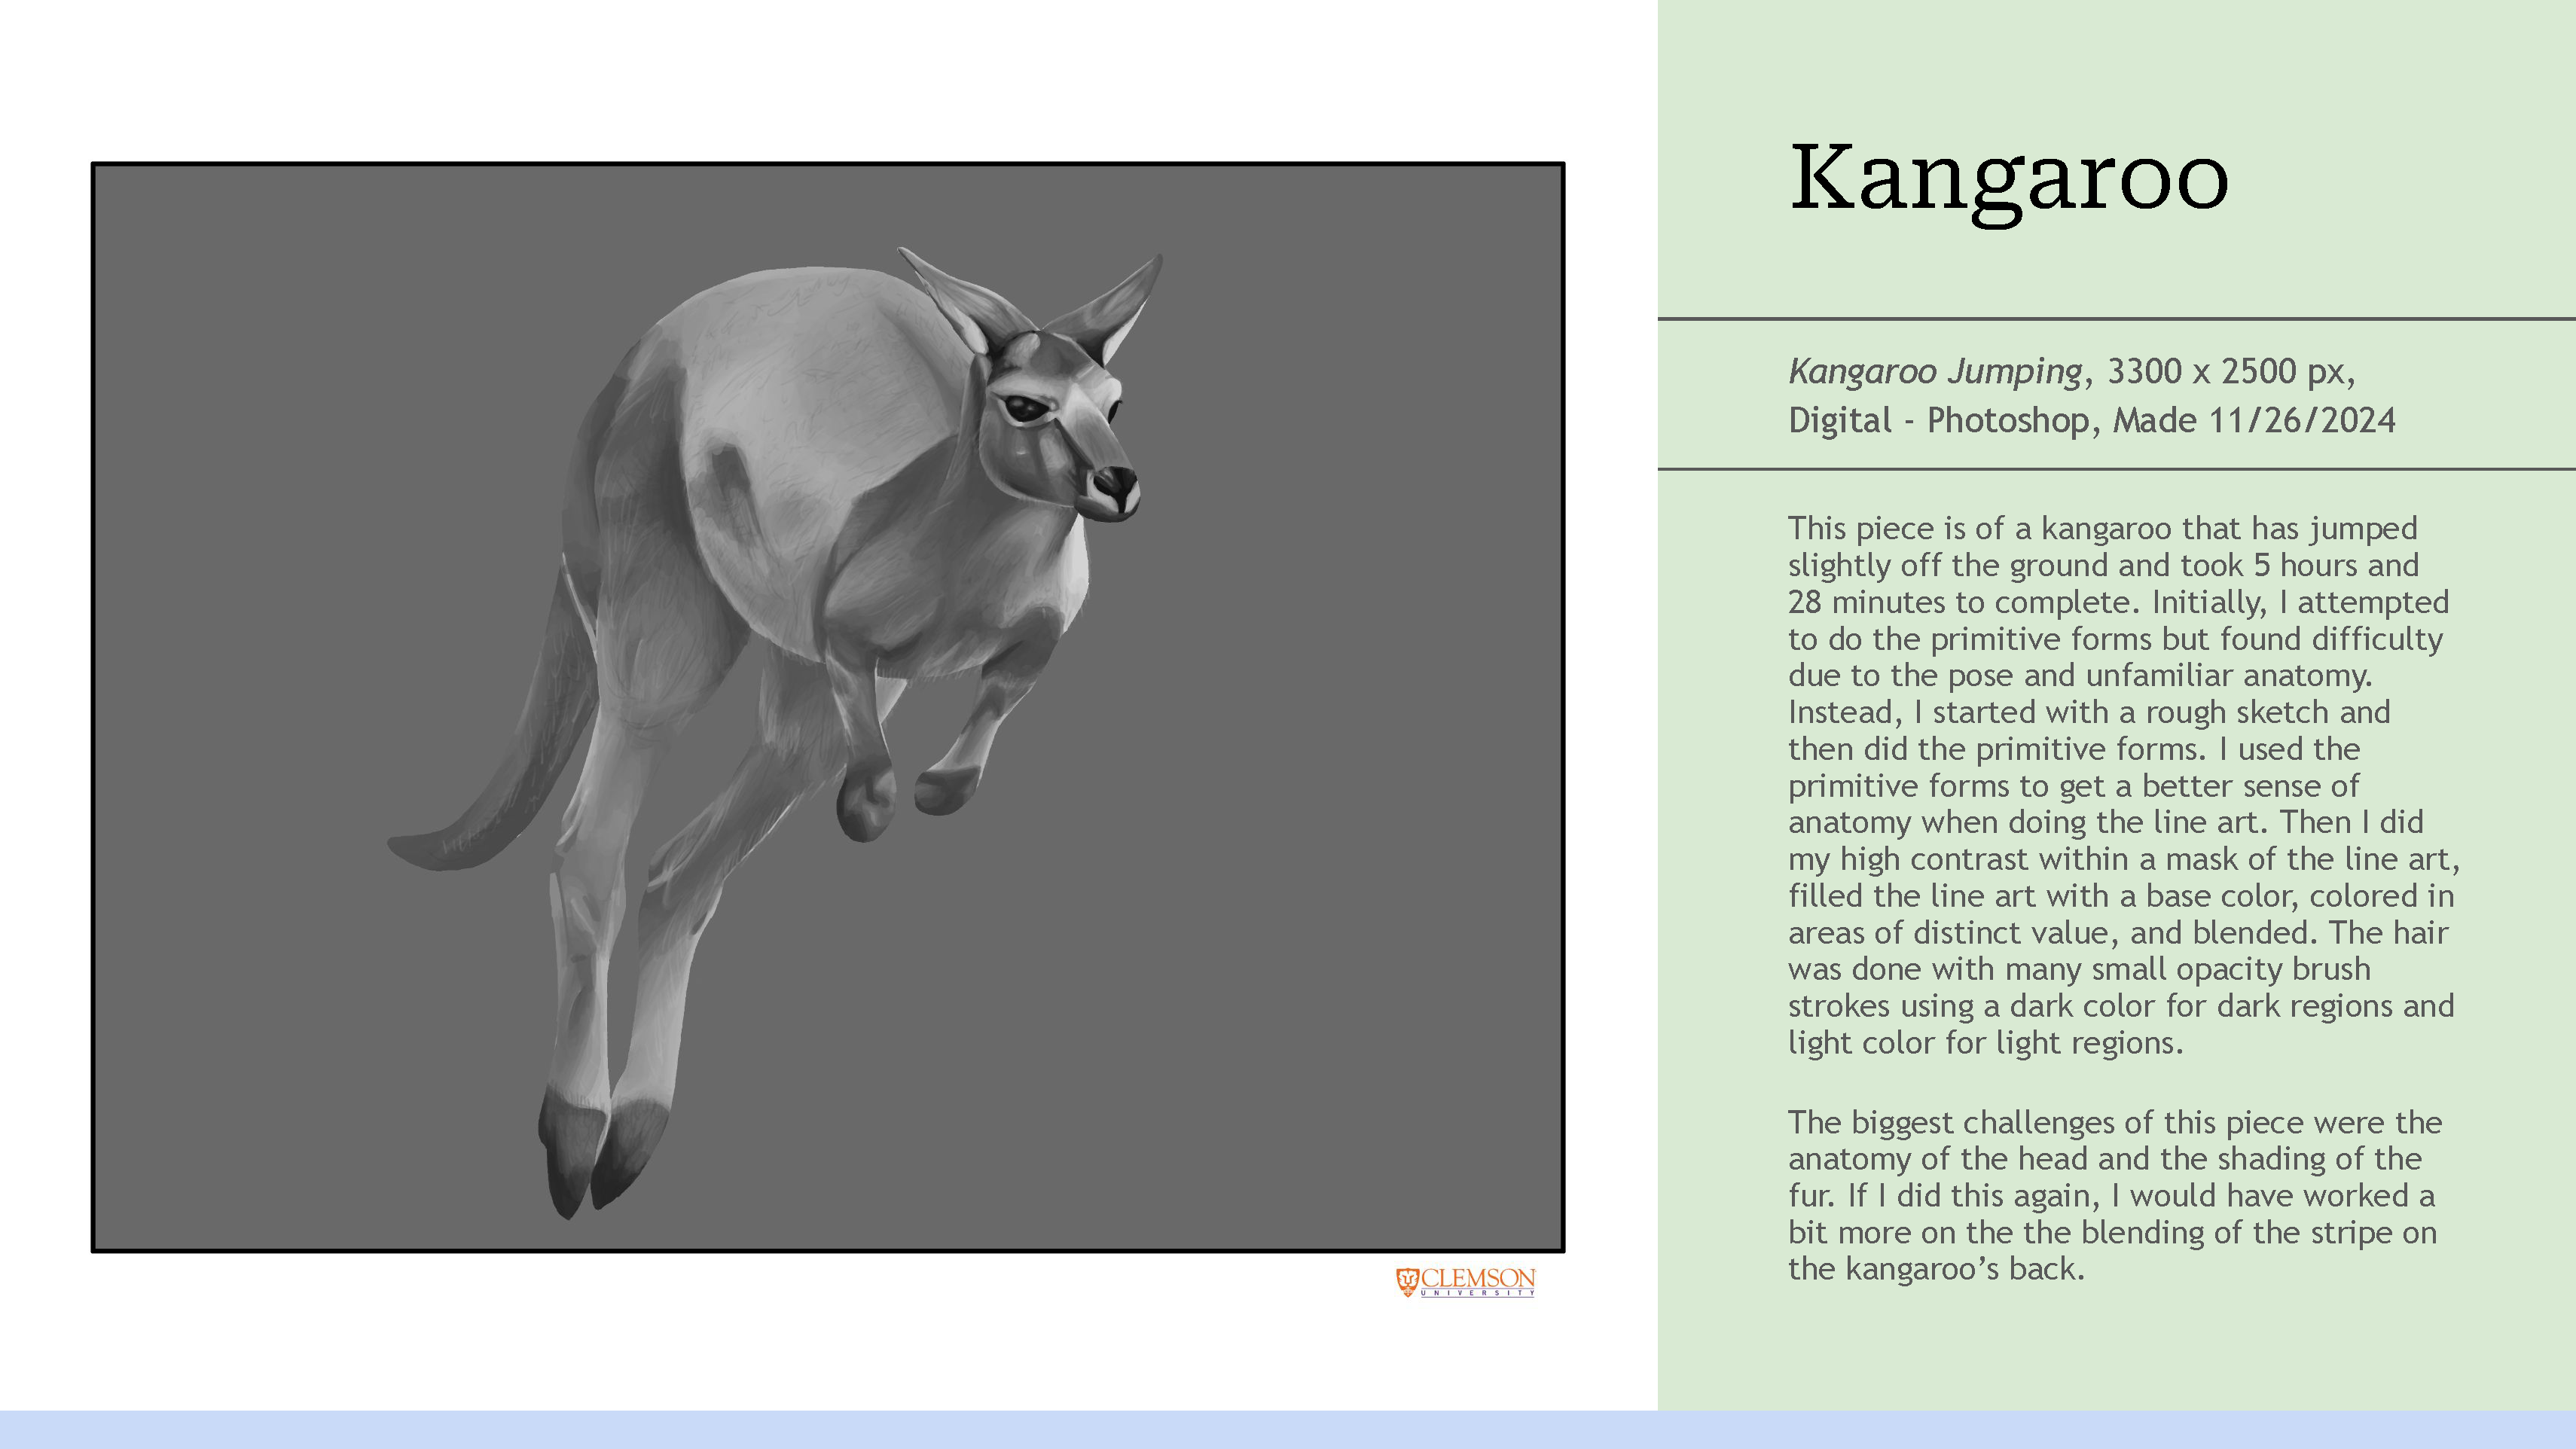 Kangaroo
Kangaroo Jumping, 3300 x 2500 px,
Digital - Photoshop, Made 11/26/2024
This piece is of a kangaroo that has jumped
slightly off the ground and took 5 hours and
28 minutes to complete. Initially, I attempted
to do the primitive forms but found difficulty
due to the pose and unfamiliar anatomy.
Instead, I started with a rough sketch and
then did the primitive forms. I used the
primitive forms to get a better sense of
anatomy when doing the line art. Then I did
my high contrast within a mask of the line art,
filled the line art with a base color, colored in
areas of distinct value, and blended. The hair
was done with many small opacity brush
strokes using a dark color for dark regions and
light color for light regions.
The biggest challenges of this piece were the
anatomy of the head and the shading of the
fur. If I did this again, I would have worked a
bit more on the the blending of the stripe on
the kangaroo’s back.
CLEMSON
UNIVERSITY